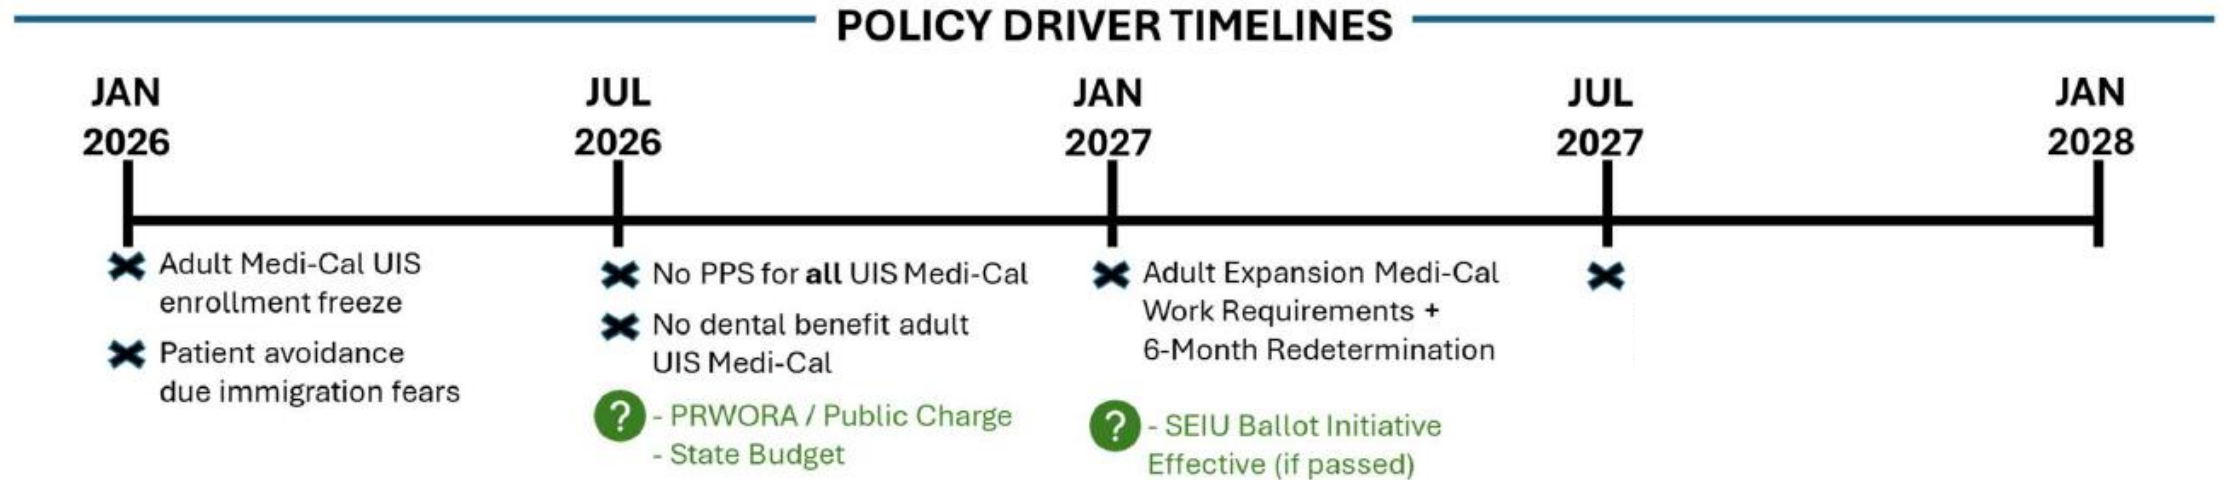 POLICY DRIVER TIMELINES
JAN
2026
JUL
2026
JAN
2027
JUL
2027
JAN
2028
Adult Medi-Cal UIS
enrollment freeze
Patient avoidance
due immigration fears
No PPS for all UIS Medi-Cal
No dental benefit adult
UIS Medi-Cal
? - PRWORA / Public Charge
- State Budget
Adult Expansion Medi-Cal
Work Requirements +
6-Month Redetermination
? - SEIU Ballot Initiative
Effective (if passed)